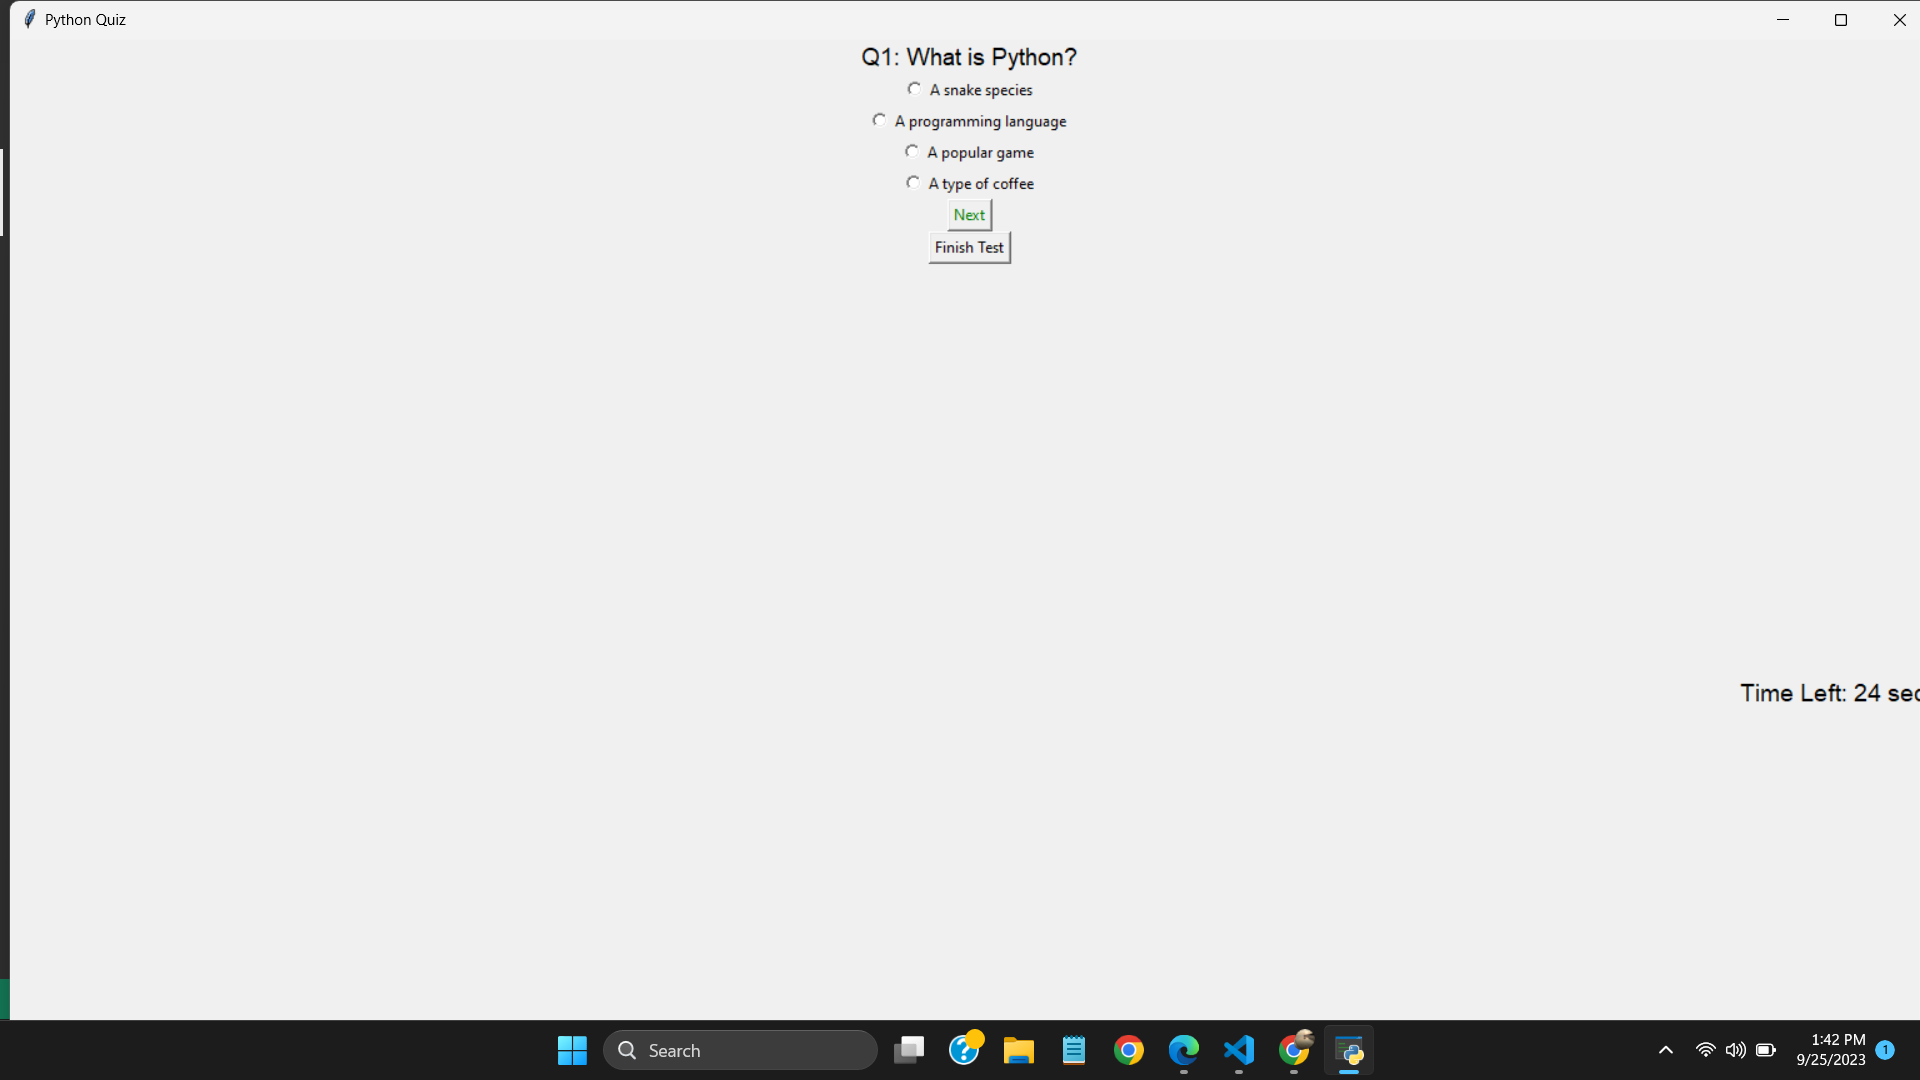 Python Quiz
Q1: What is Python?
A snake species
A programming language
A popular game
A type of coffee
Next
Finish Test
Time Left: 24 sec
Search
1:42 PM
9/25/2023
1